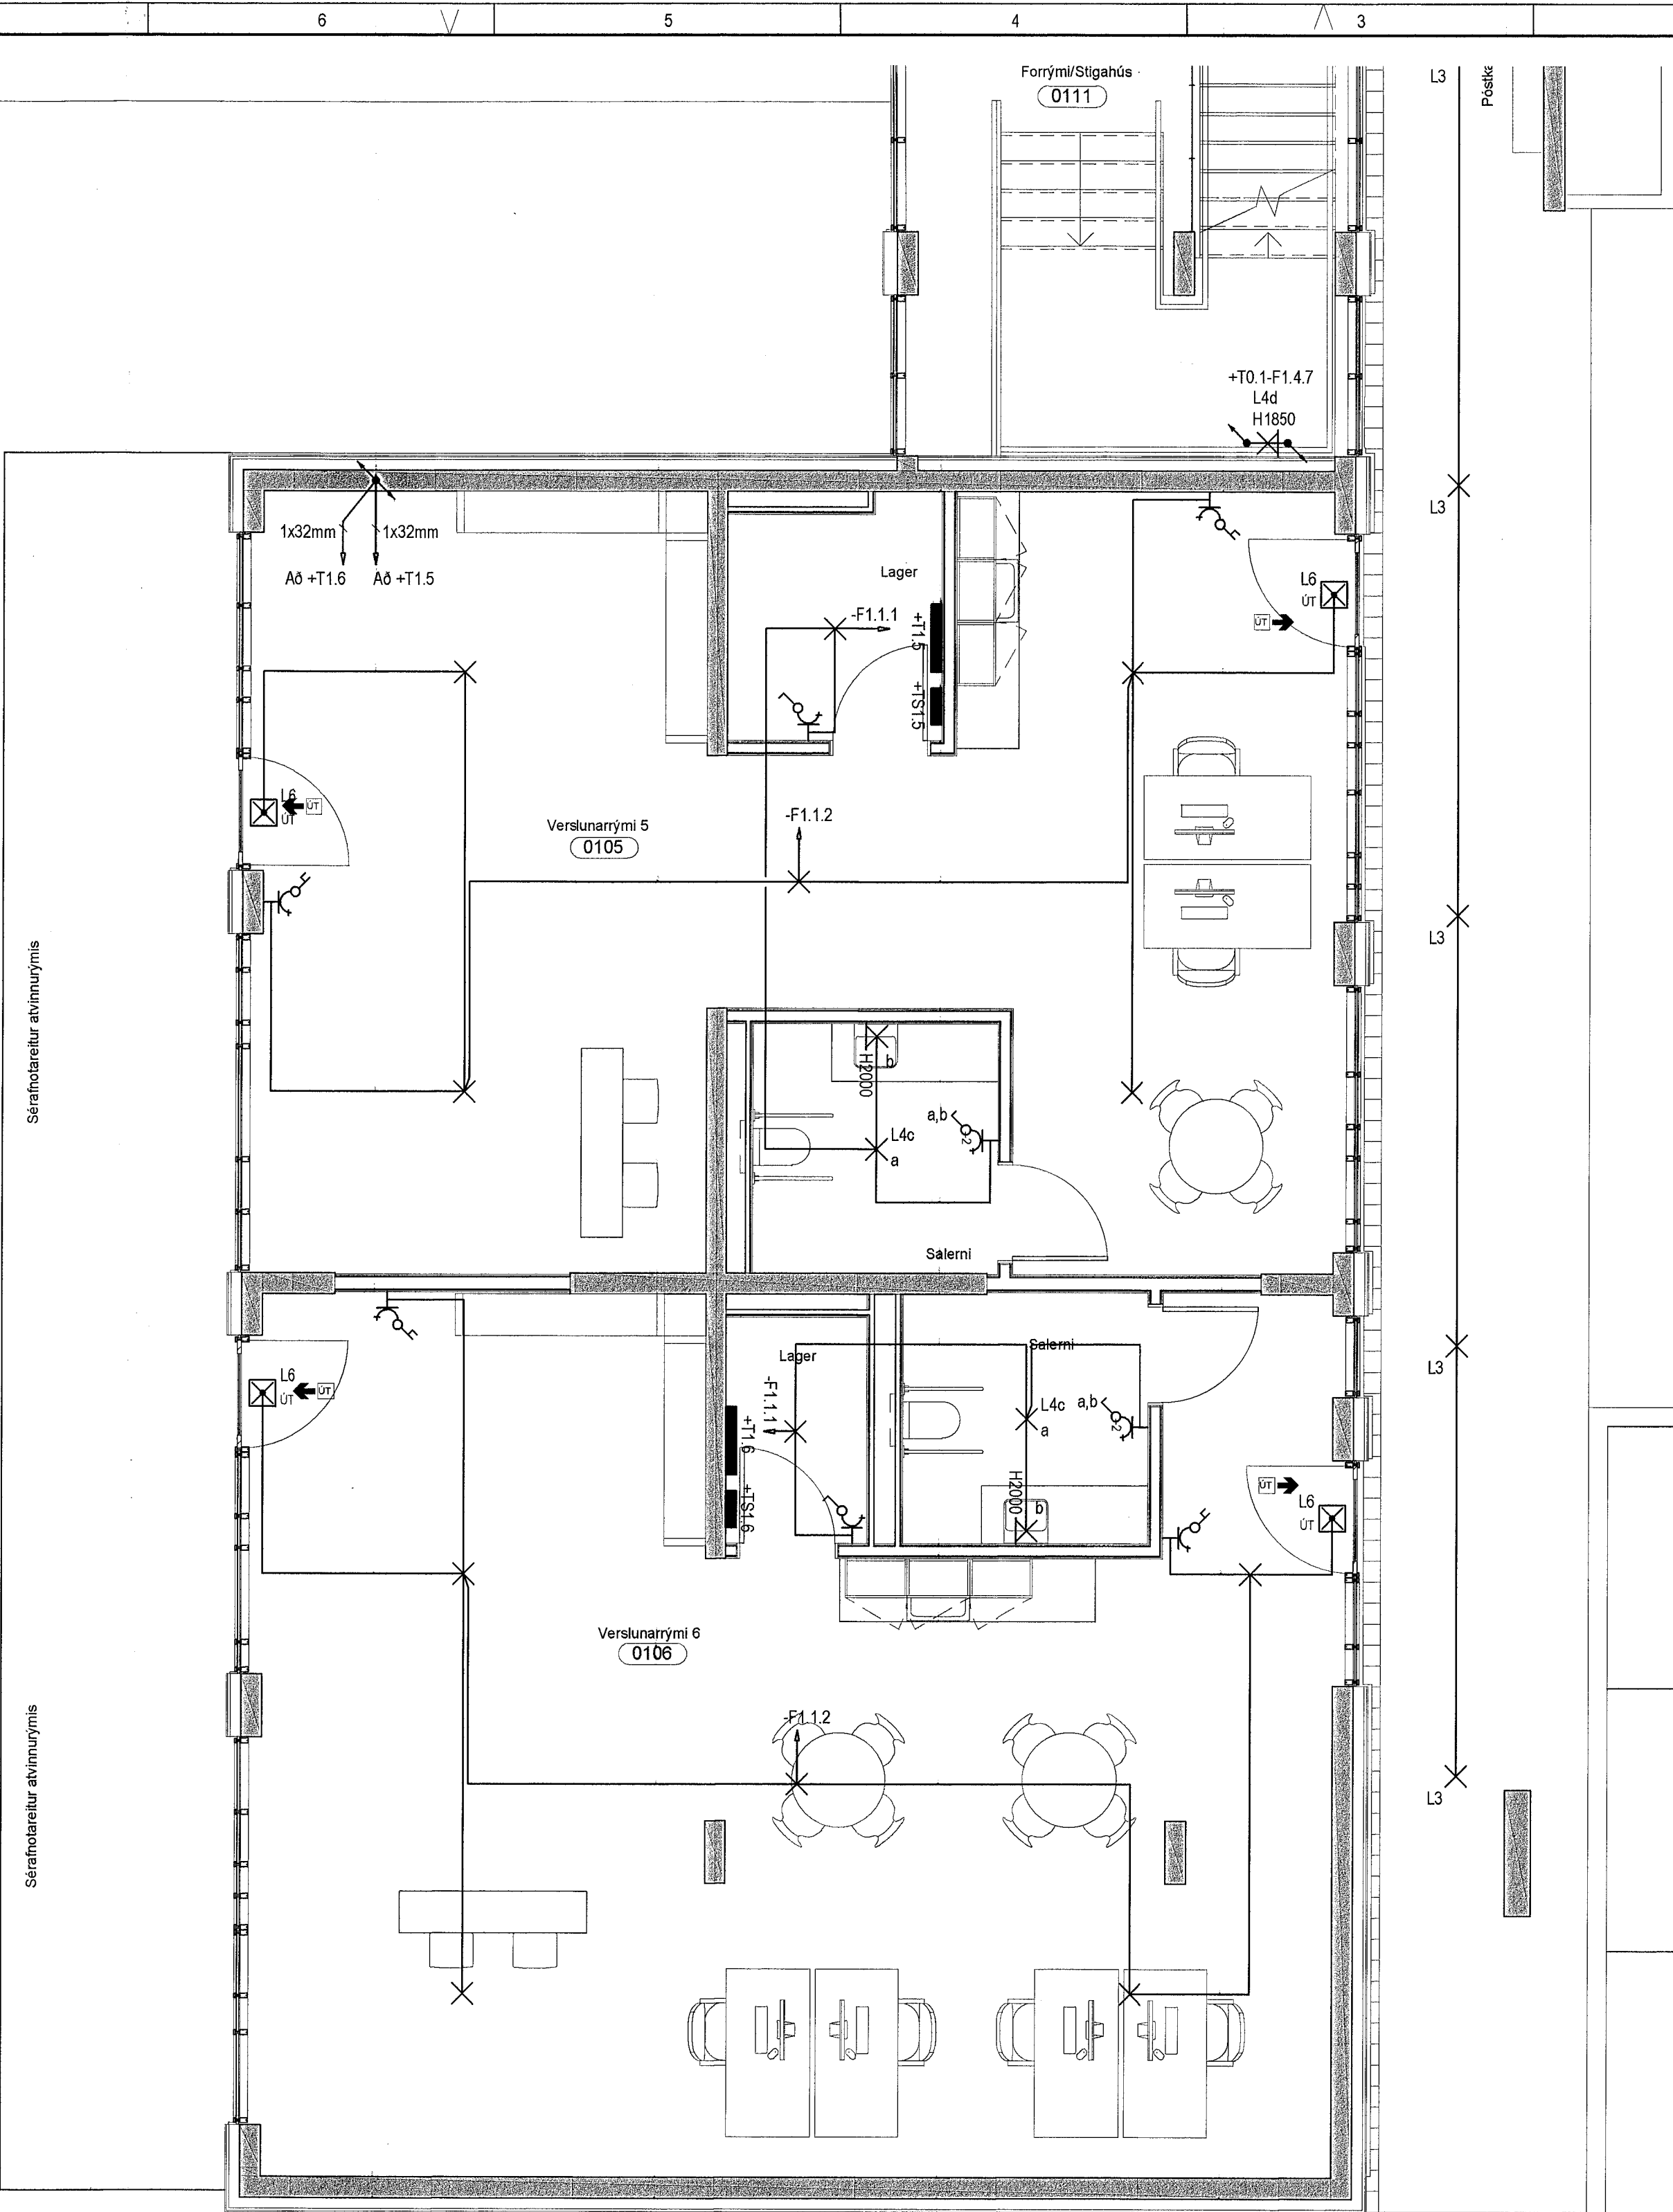 6
5
4
3
Forrými/Stigahús
0111
L3
+T0.1-F1.4.7
L4d
H1850
L3
1x32mm
1x32mm
Að +T1.6
Að +T1.5
Lager
-F1.1.1
+T1.5
+TS1.5
L6
ÚT
ÚT
L6
ÚT
ÚT
Verslunarrými 5
0105
-F1.1.2
L3
Sérafnotareitur atvinnurýmis
H2000
b
a,b
2
L4c
a
Salerni
L3
Lager
Salerni
L6
ÚT
ÚT
-F1.1.1
+T1.6
+TS1.6
L4c
a
a,b
2
H2000
b
ÚT
L6
ÚT
Verslunarrými 6
0106
-F1.1.2
L3
Sérafnotareitur atvinnurýmis